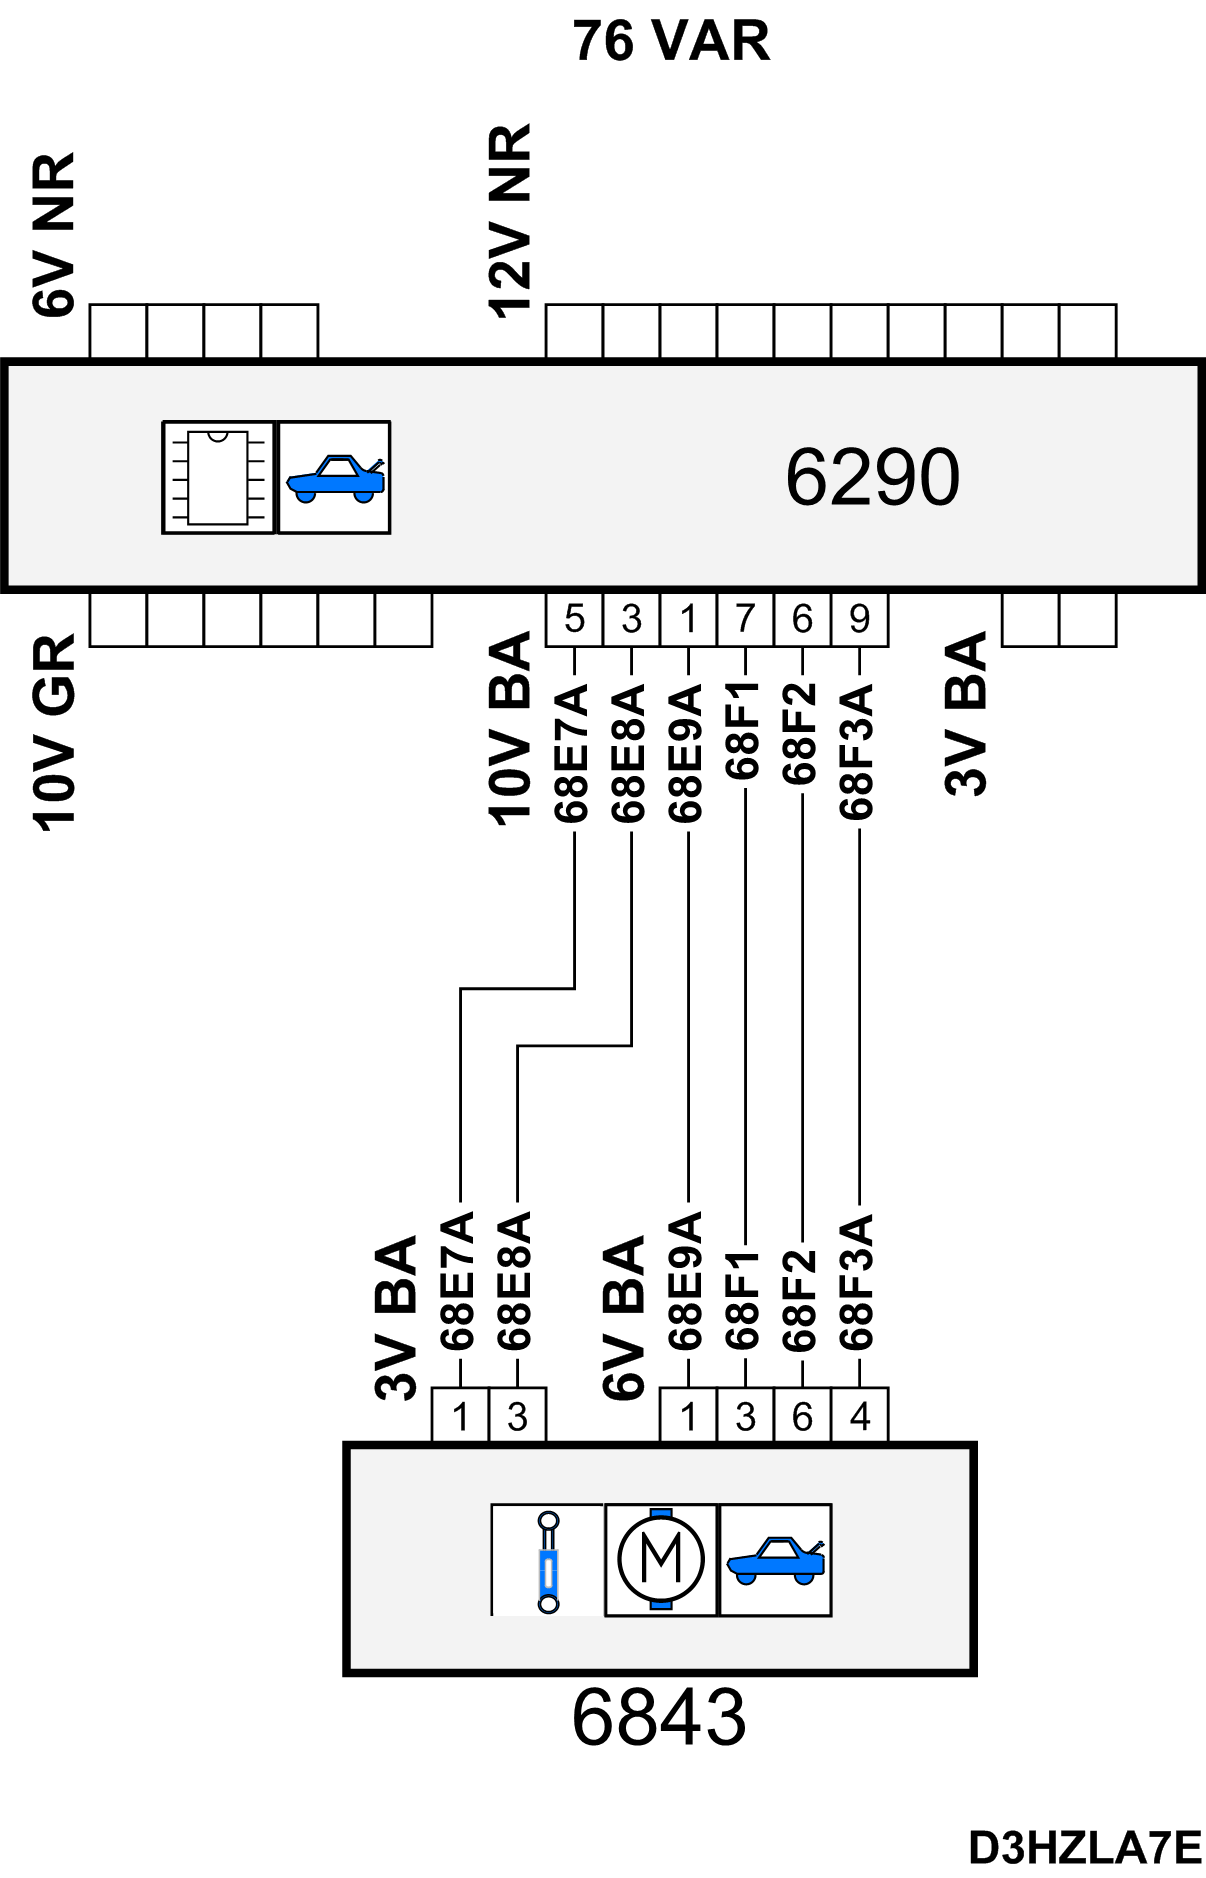 76 VAR
6V NR
12V NR
6290
10V GR
10V BA
5 3 1 7 6 9
68E7A
68E8A
68E9A
68F1
68F2
68F3A
3V BA
3V BA
68E7A
68E8A
6V BA
68E9A
68F1
68F2
68F3A
1 3
1 3 6 4
M
6843
D3HZLA7E